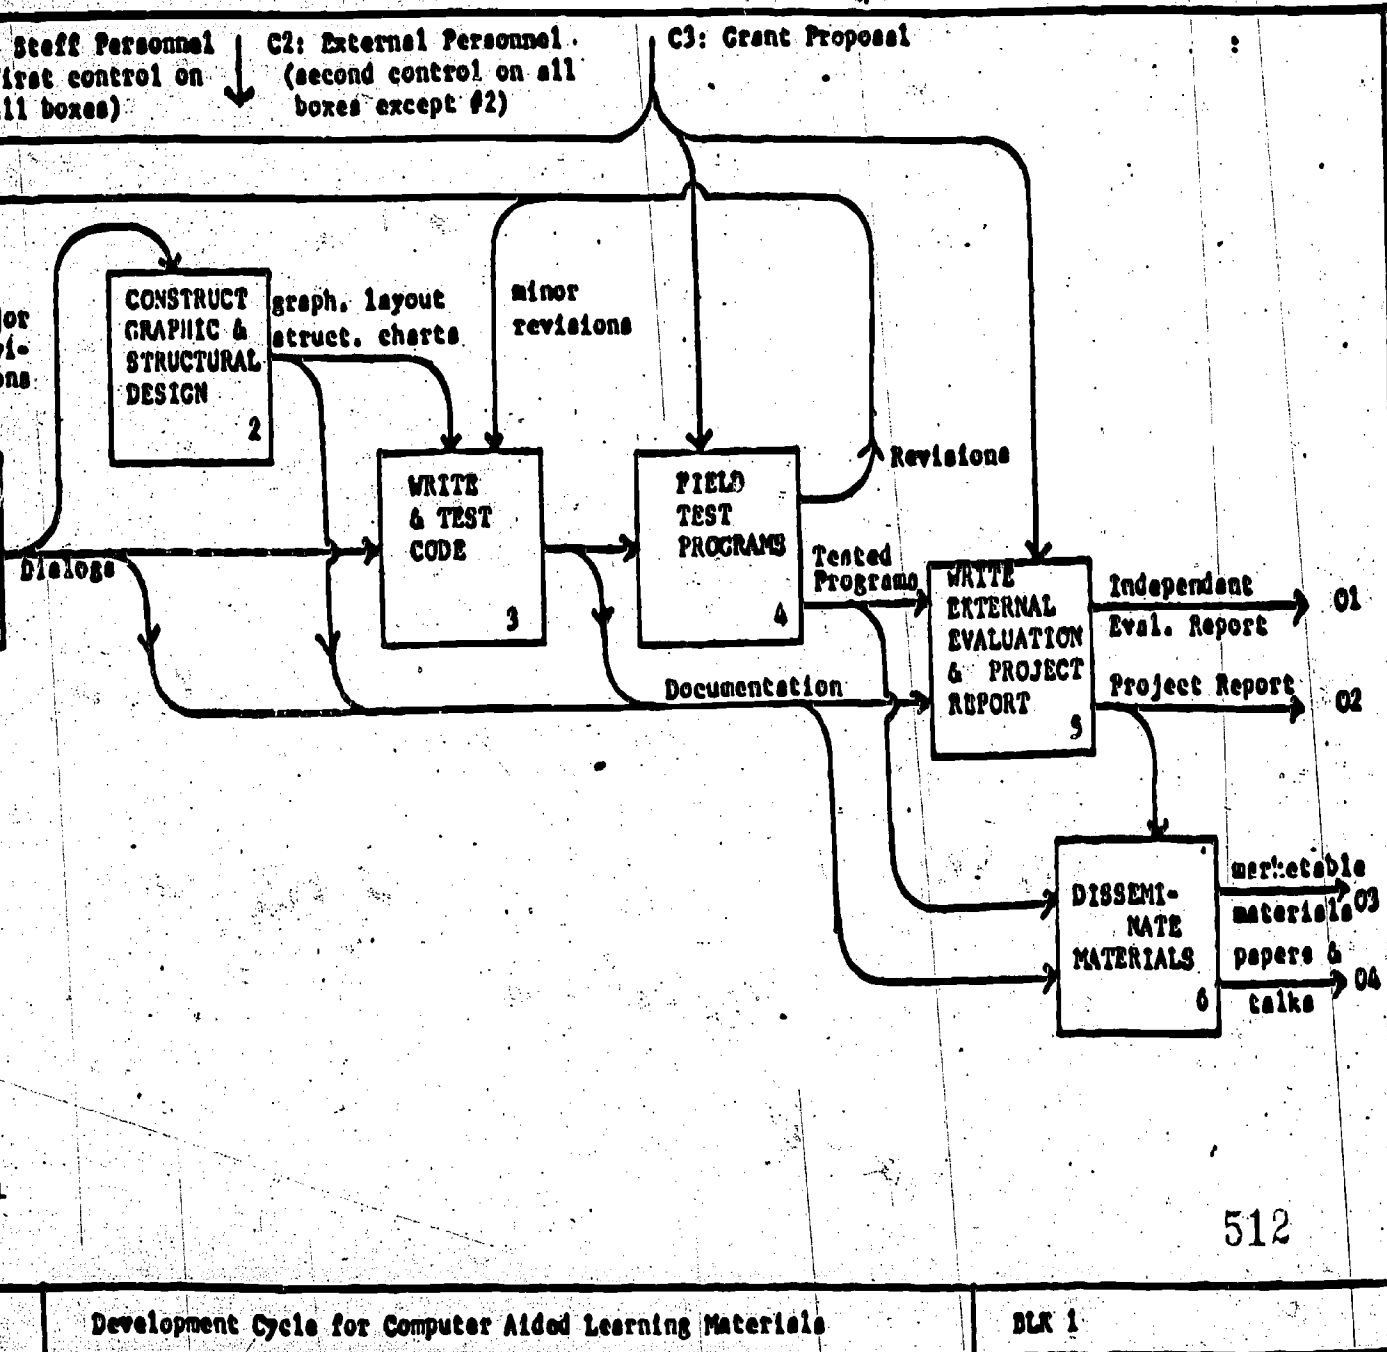 Staff Personnel
first control on
all boxes)
C2: External Personnel
(second control on all
boxes except #2)
C3: Grant Proposal
CONSTRUCT
GRAPHIC &
STRUCTURAL
DESIGN
2
graph. layout
struct. charts
minor
revisions
WRITE
& TEST
CODE
3
FIELD
TEST
PROGRAMS
4
Revisions
Dialogs
Tested
Programs
Documentation
WRITE
EXTERNAL
EVALUATION
& PROJECT
REPORT
5
Independent
Eval. Report
O1
Project Report
O2
DISSEMI-
NATE
MATERIALS
6
marketable
materials
O3
papers &
talks
O4
512
Development Cycle for Computer Aided Learning Materials
BLK 1